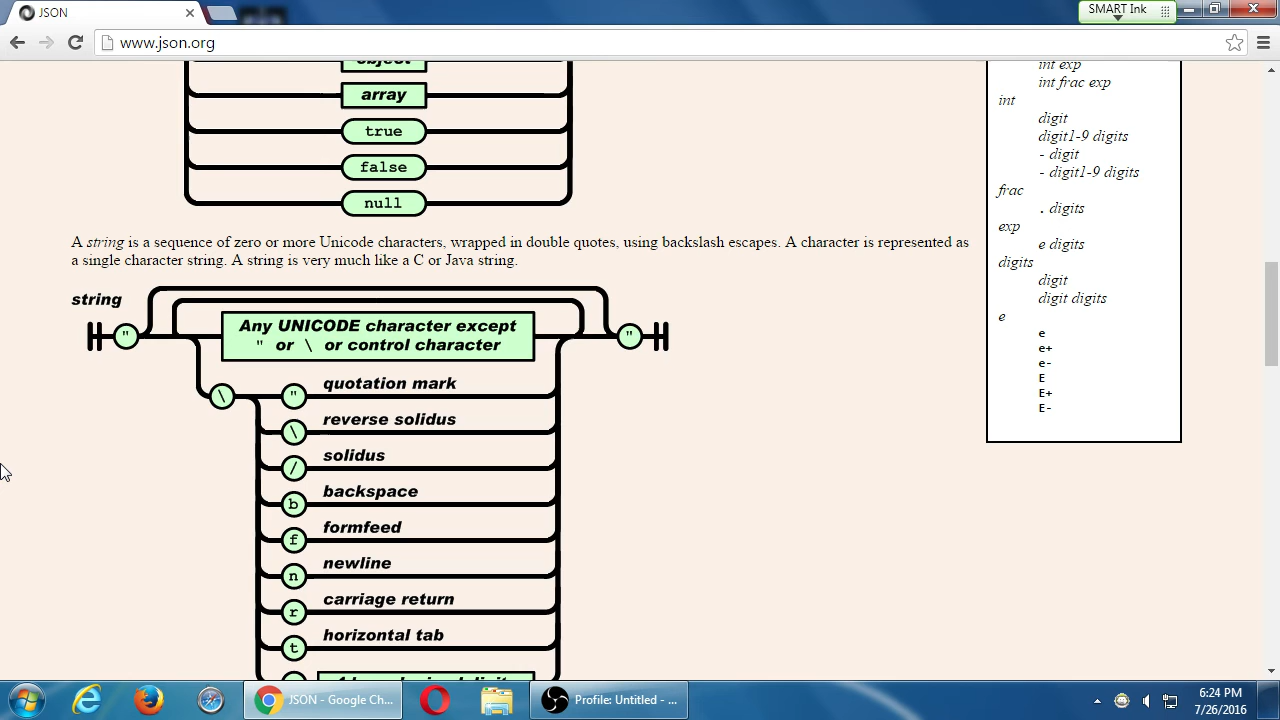 JSON
SMART Ink
www.json.org
object
array
true
false
null
A string is a sequence of zero or more Unicode characters, wrapped in double quotes, using backslash escapes. A character is represented as
a single character string. A string is very much like a C or Java string.
string
" Any UNICODE character except "
" or \ or control character
\ " quotation mark
\ reverse solidus
/ solidus
b backspace
f formfeed
n newline
r carriage return
t horizontal tab
int exp
int frac exp
int
digit
digit1-9 digits
- digit
- digit1-9 digits
frac
. digits
exp
e digits
digits
digit
digit digits
e
e
e+
e-
E
E+
E-
JSON - Google Ch...
Profile: Untitled - ...
6:24 PM
7/26/2016